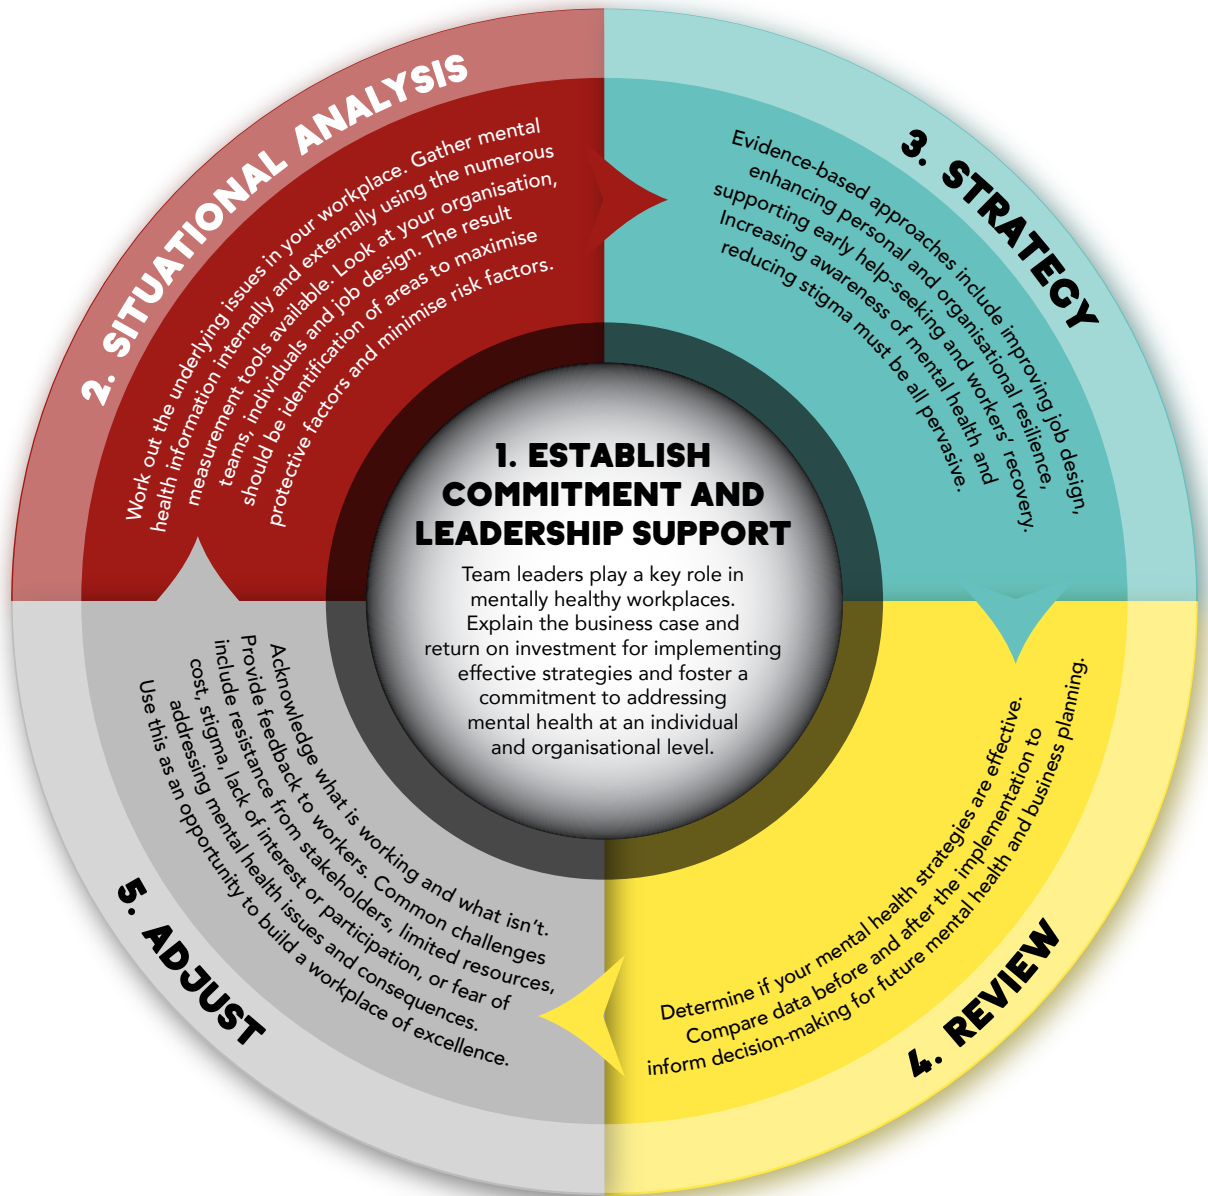 1. ESTABLISH
COMMITMENT AND
LEADERSHIP SUPPORT
Team leaders play a key role in
mentally healthy workplaces.
Explain the business case and
return on investment for implementing
effective strategies and foster a
commitment to addressing
mental health at an individual
and organisational level.
2. SITUATIONAL ANALYSIS
Work out the underlying issues in your workplace. Gather mental
health information internally and externally using the numerous
measurement tools available. Look at your organisation,
teams, individuals and job design. The result
should be identification of areas to maximise
protective factors and minimise risk factors.
3. STRATEGY
Evidence-based approaches include improving job design,
enhancing personal and organisational resilience,
supporting early help-seeking and workers' recovery.
Increasing awareness of mental health and
reducing stigma must be all pervasive.
4. REVIEW
Determine if your mental health strategies are effective.
Compare data before and after the implementation to
inform decision-making for future mental health and business planning.
5. ADJUST
Acknowledge what is working and what isn't.
Provide feedback to workers. Common challenges
include resistance from stakeholders, limited resources,
cost, stigma, lack of interest or participation, or fear of
addressing mental health issues and consequences.
Use this as an opportunity to build a workplace of excellence.